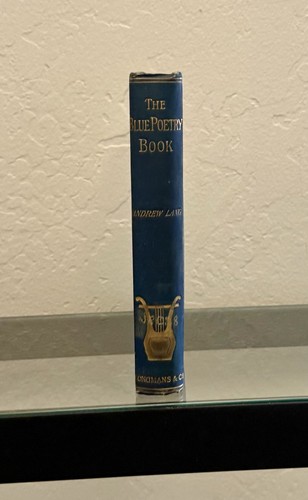 THE
BLUE POETRY
BOOK
ANDREW LANG
LONGMANS & CO